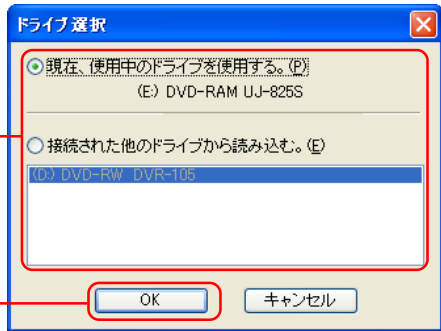 ドライブ選択
現在、使用中のドライブを使用する。(P)
(E:) DVD-RAM UJ-825S
接続された他のドライブから読み込む。(E)
(D:) DVD-RW DVR-105
OK キャンセル